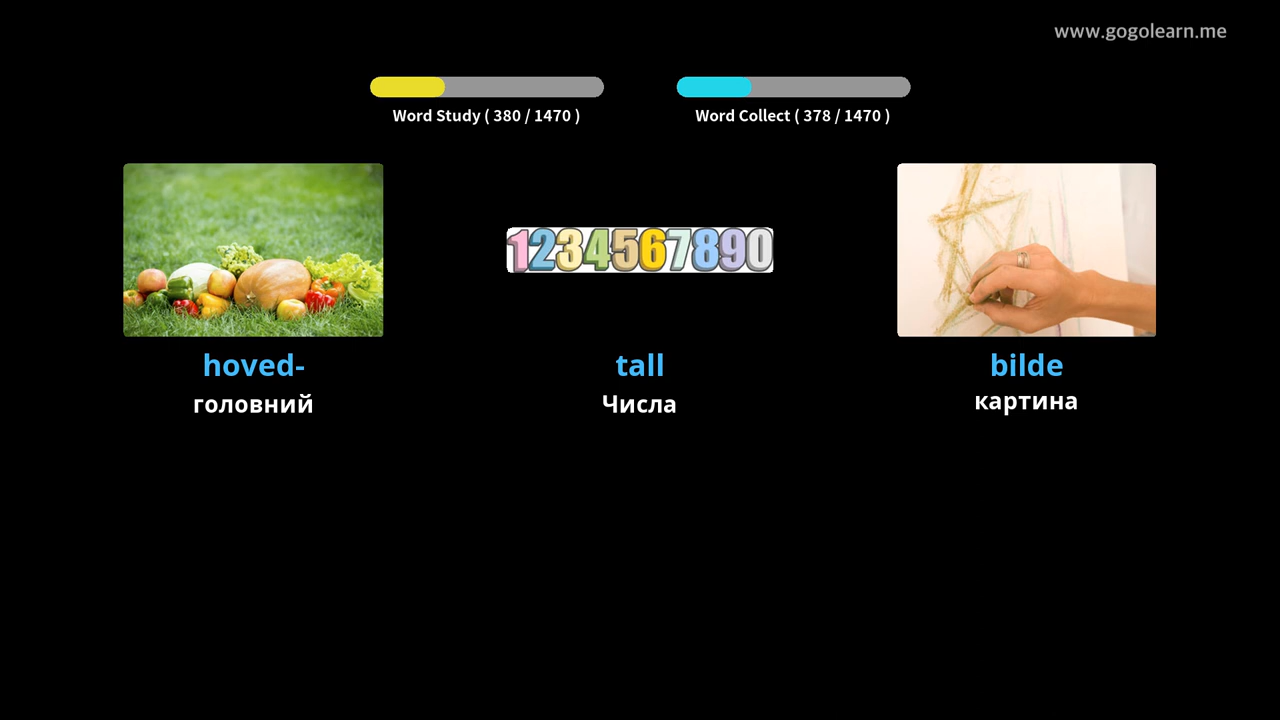 www.gogolearn.me
Word Study ( 380 / 1470 )
Word Collect ( 378 / 1470 )
1234567890
hoved-
головний
tall
Числа
bilde
картина